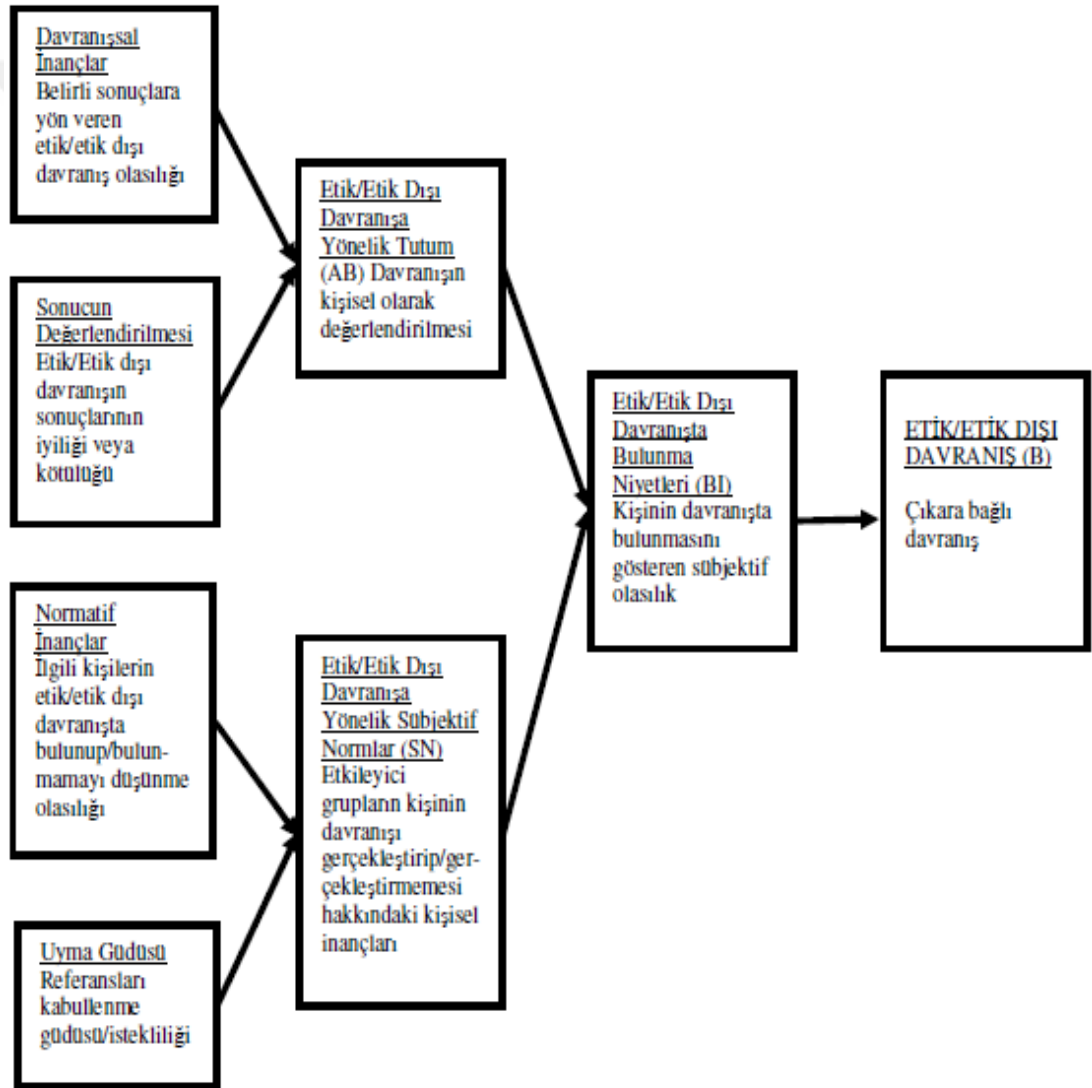 Davranışsal
İnançlar
Belirli sonuçlara
yön veren
etik/etik dışı
davranış olasılığı
Sonucun
Değerlendirilmesi
Etik/Etik dışı
davranışın
sonuçlarının
iyiliği veya
kötülüğü
Normatif
İnançlar
İlgili kişilerin
etik/etik dışı
davranışta
bulunup/bulun-
mamayı düşünme
olasılığı
Uyma Güdüsü
Referansları
kabullenme
güdüsü/istekliliği
Etik/Etik Dışı
Davranışa
Yönelik Tutum
(AB) Davranışın
kişisel olarak
değerlendirilmesi
Etik/Etik Dışı
Davranışa
Yönelik Sübjektif
Normlar (SN)
Etkileyici
grupların kişinin
davranışı
gerçekleştirip/ger-
çekleştirmemesi
hakkındaki kişisel
inançları
Etik/Etik Dışı
Davranışta
Bulunma
Niyetleri (BI)
Kişinin davranışta
bulunmasını
gösteren sübjektif
olasılık
ETİK/ETİK DIŞI
DAVRANIŞ (B)
Çıkara bağlı
davranış